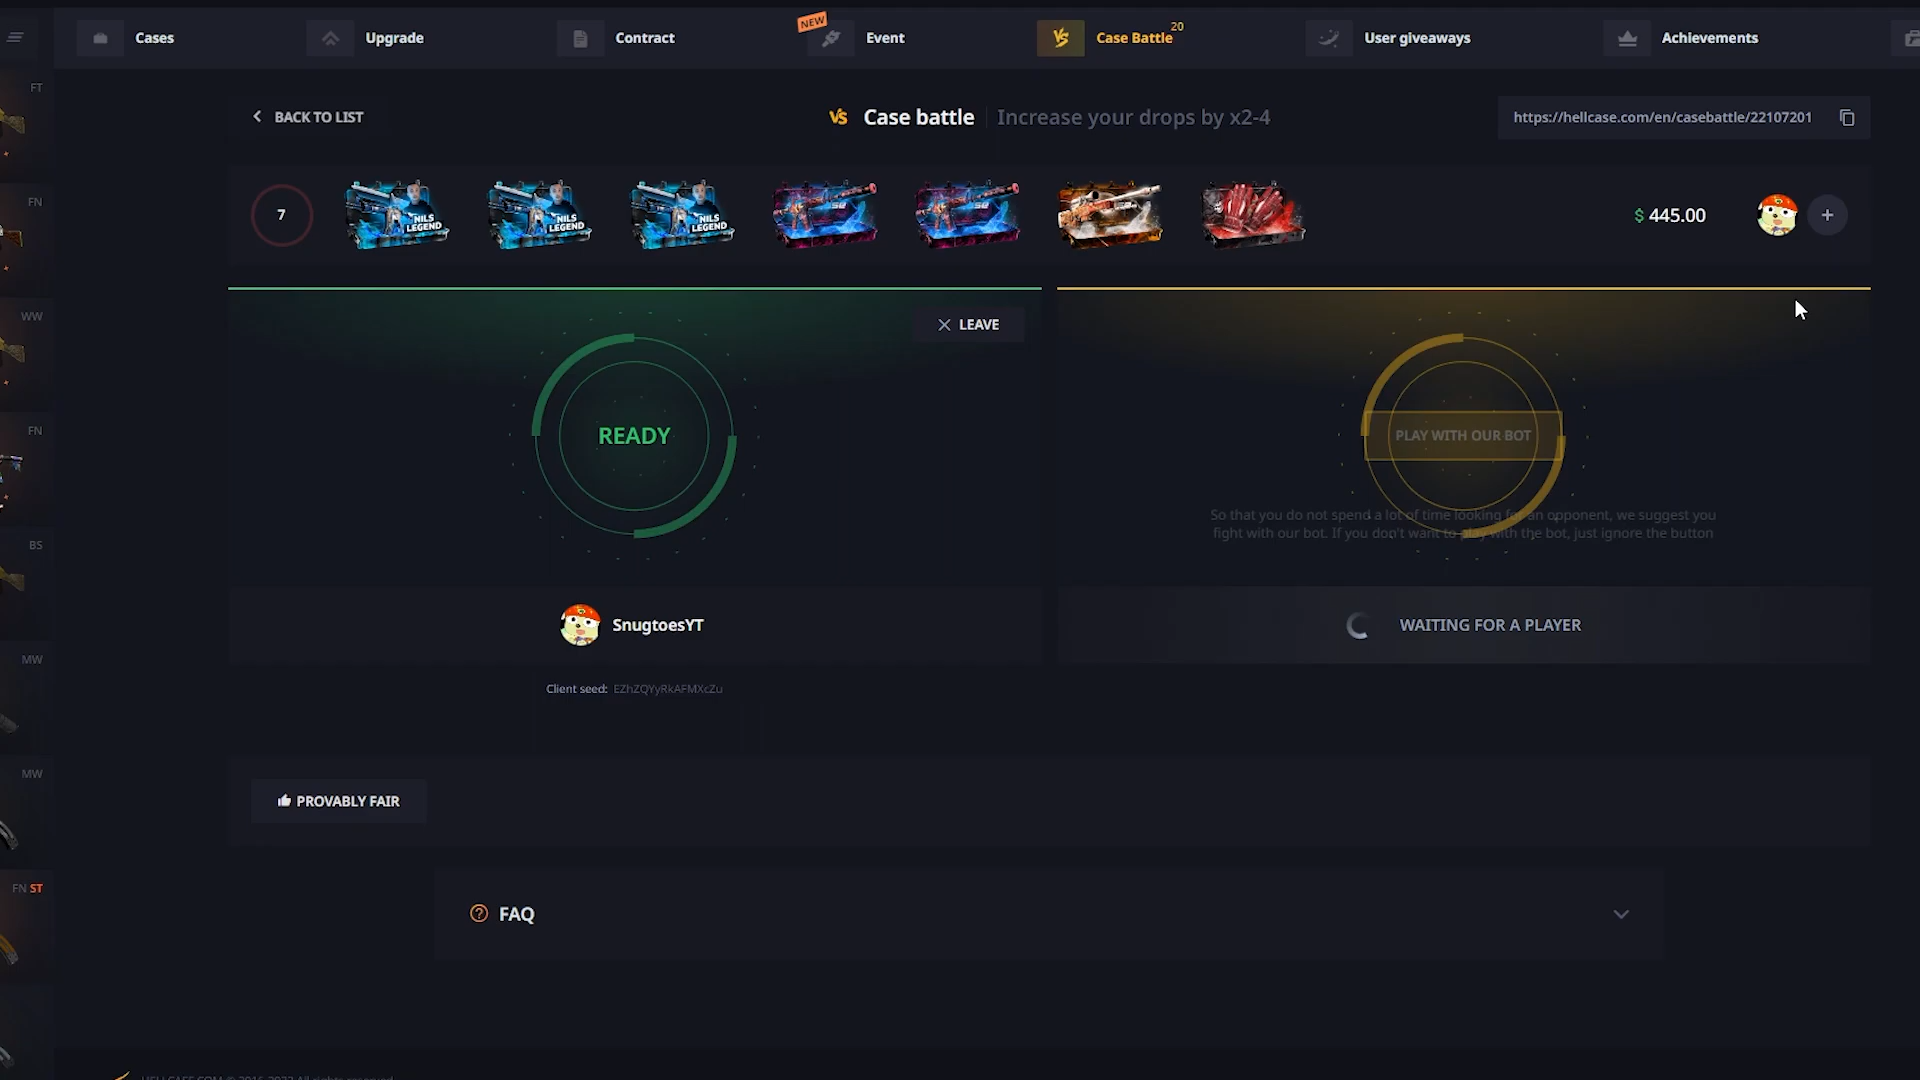 Cases
Upgrade
Contract
NEW
Event
VS
Case Battle
20
User giveaways
Achievements
FT
FN
WW
FN
BS
MW
MW
FN ST
BACK TO LIST
VS Case battle
Increase your drops by x2-4
https://hellcase.com/en/casebattle/22107201
7
NILS
LEGEND
NILS
LEGEND
NILS
LEGEND
$ 445.00
+
LEAVE
READY
PLAY WITH OUR BOT
So that you do not spend a lot of time looking for an opponent, we suggest you
fight with our bot. If you don't want to play with the bot, just ignore the button
SnugtoesYT
WAITING FOR A PLAYER
Client seed: EZhZQYyRkAFMXcZu
PROVABLY FAIR
? FAQ